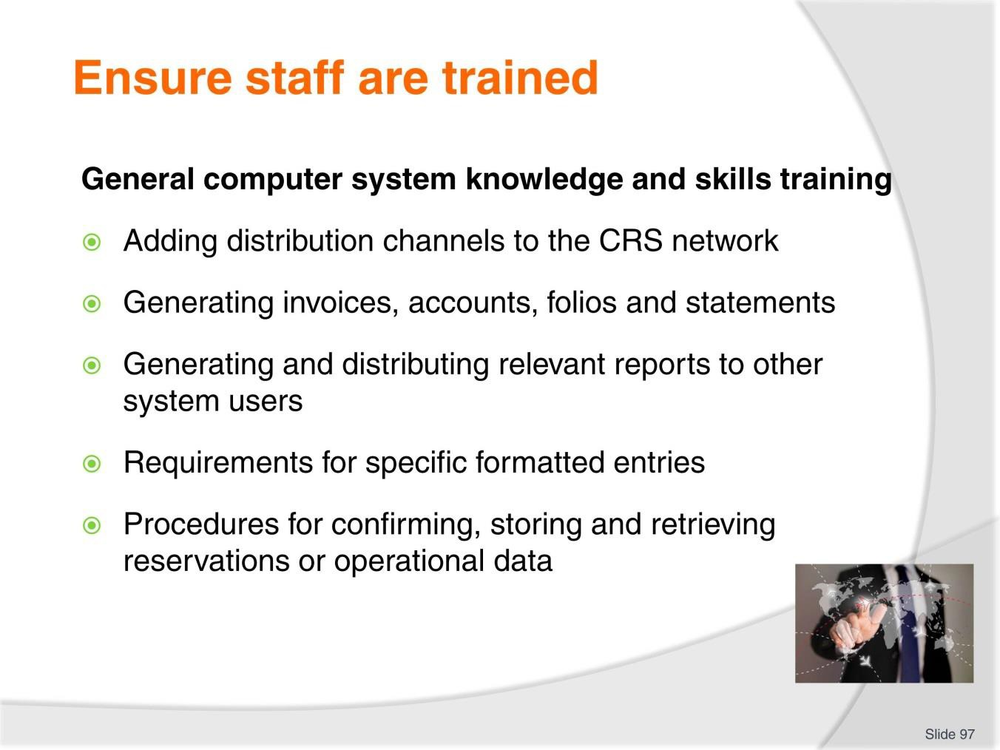 Ensure staff are trained
General computer system knowledge and skills training
Adding distribution channels to the CRS network
Generating invoices, accounts, folios and statements
Generating and distributing relevant reports to other
system users
Requirements for specific formatted entries
Procedures for confirming, storing and retrieving
reservations or operational data
Slide 97